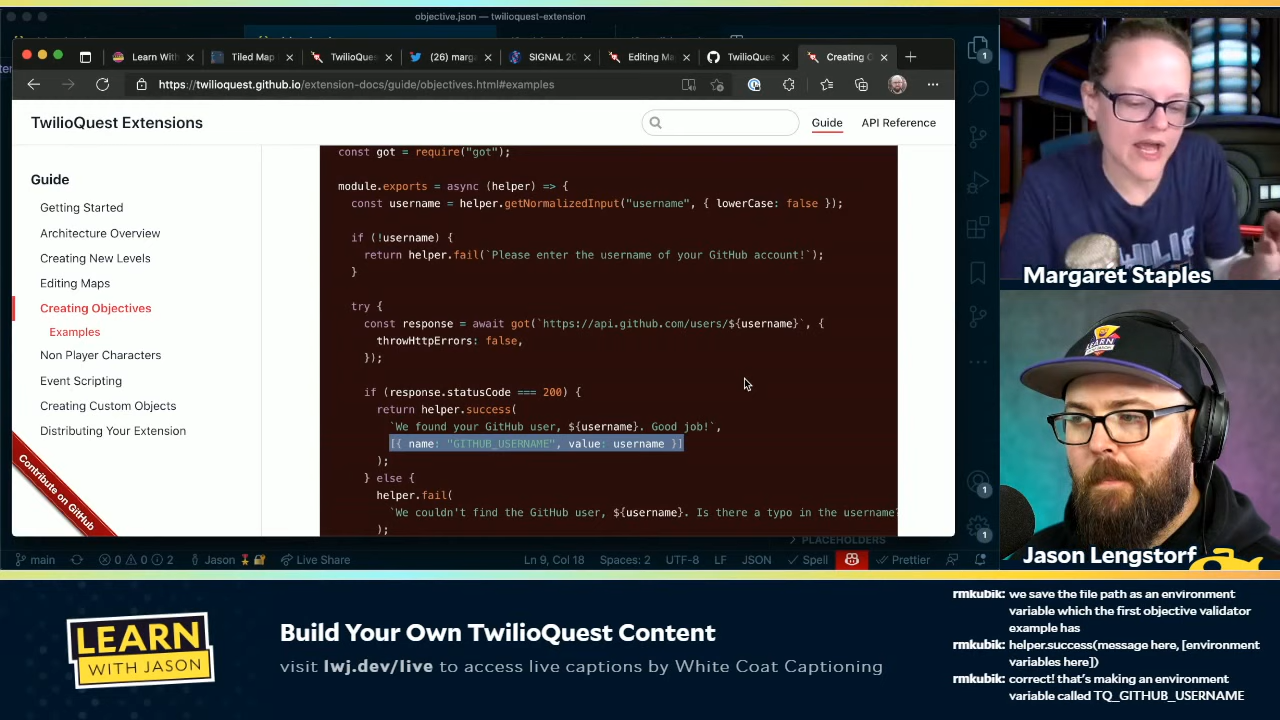 objective.json — twilioquest-extension
Learn With
Tiled Map
TwilioQuest
(26) marg
SIGNAL 20
Editing Ma
TwilioQues
Creating O
https://twilioquest.github.io/extension-docs/guide/objectives.html#examples
TwilioQuest Extensions
Guide
API Reference
Guide
Getting Started
Architecture Overview
Creating New Levels
Editing Maps
Creating Objectives
Examples
Non Player Characters
Event Scripting
Creating Custom Objects
Distributing Your Extension
Contribute on GitHub
const got = require("got");
module.exports = async (helper) => {
const username = helper.getNormalizedInput("username", { lowerCase: false });
if (!username) {
return helper.fail(`Please enter the username of your GitHub account!`);
}
try {
const response = await got(`https://api.github.com/users/${username}`, {
throwHttpErrors: false,
});
if (response.statusCode === 200) {
return helper.success(
`We found your GitHub user, ${username}. Good job!`,
[{ name: "GITHUB_USERNAME", value: username }]
);
} else {
helper.fail(
`We couldn't find the GitHub user, ${username}. Is there a typo in the username
);
PLACEHOLDERS
main
0
0
2
Jason
Live Share
Ln 9, Col 18
Spaces: 2
UTF-8
LF
JSON
Spell
Prettier
1
1
1
Margaret Staples
LEARN
Jason Lengstorf
LEARN
WITH JASON
Build Your Own TwilioQuest Content
visit lwj.dev/live to access live captions by White Coat Captioning
rmkubik: we save the file path as an environment
variable which the first objective validator
example has
rmkubik: helper.success(message here, [environment
variables here])
rmkubik: correct! that's making an environment
variable called TQ_GITHUB_USERNAME